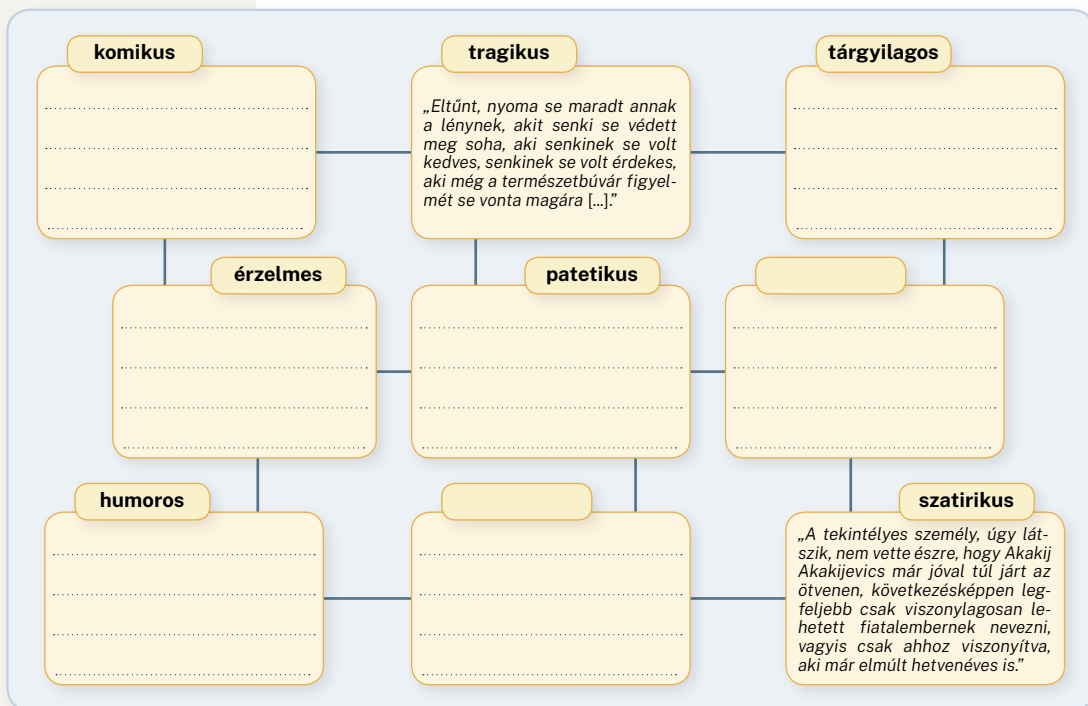 komikus
tragikus
tárgyilagos
„Eltűnt, nyoma se maradt annak
a lénynek, akit senki se védett
meg soha, aki senkinek se volt
kedves, senkinek se volt érdekes,
aki még a természetbúvár figyel-
mét se vonta magára [...].”
érzelmes
patetikus
humoros
szatirikus
„A tekintélyes személy, úgy lát-
szik, nem vette észre, hogy Akakij
Akakijevics már jóval túl járt az
ötvenen, következésképpen leg-
feljebb csak viszonylagosan le-
hetett fiatalembernek nevezni,
vagyis csak ahhoz viszonyítva,
aki már elmúlt hetvenéves is.”